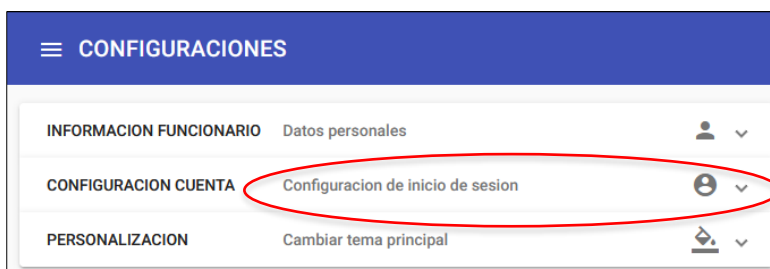 CONFIGURACIONES
INFORMACION FUNCIONARIO Datos personales
CONFIGURACION CUENTA Configuracion de inicio de sesion
PERSONALIZACION Cambiar tema principal